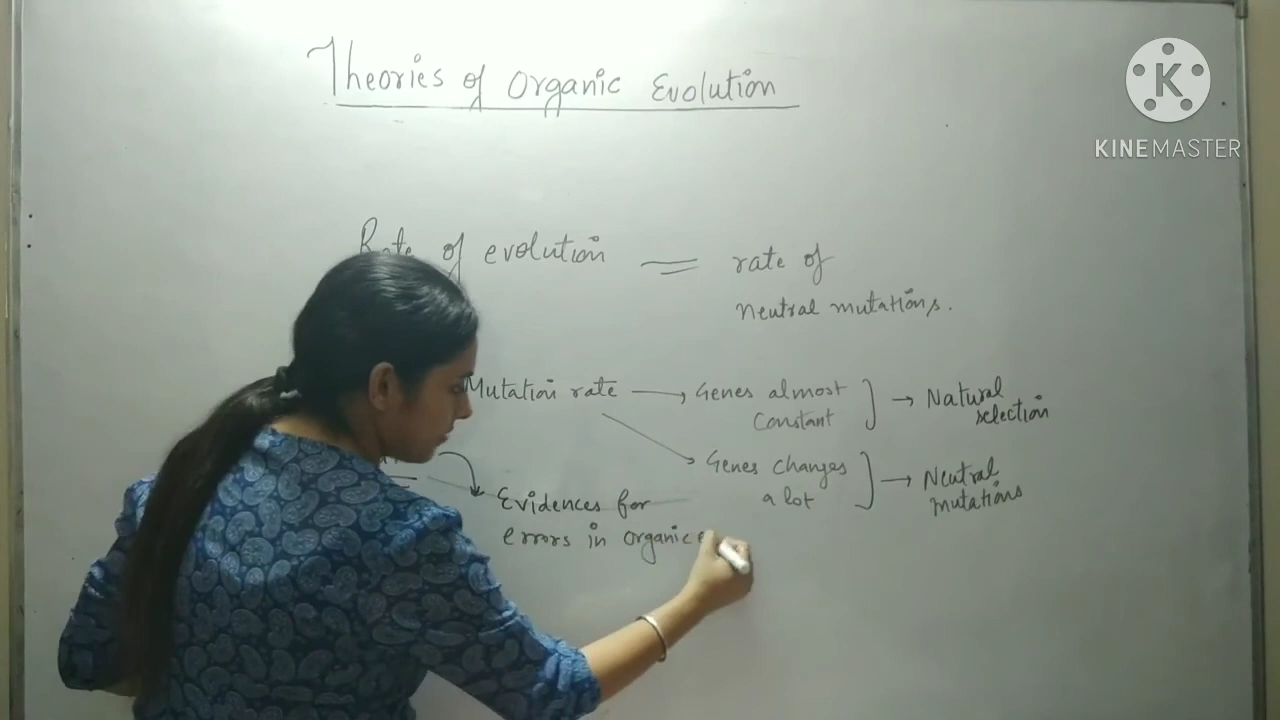 Theories of Organic Evolution
K
KINEMASTER
Rate of evolution = rate of
neutral mutations.
Mutation rate → Genes almost
constant
→ Natural
selection
Genes changes
a lot
→ Neutral
mutations
Evidences for
errors in organic e